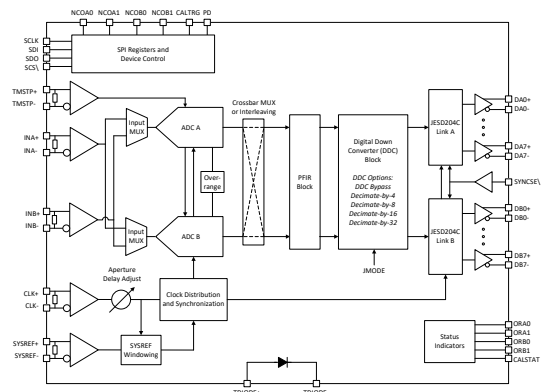 NCOA0 NCOA1 NCOB0 NCOB1 CALTRG PD
SCLK
SDI
SDO
SCS\
SPI Registers and
Device Control
TMSTP+
TMSTP-
INA+
INA-
INB+
INB-
Input
MUX
Input
MUX
ADC A
Over-
range
ADC B
Crossbar MUX
or Interleaving
PFIR
Block
Digital Down
Converter (DDC)
Block
DDC Options:
DDC Bypass
Decimate-by-4
Decimate-by-8
Decimate-by-16
Decimate-by-32
JMODE
JESD204C
Link A
JESD204C
Link B
DA0+
DA0-
DA7+
DA7-
SYNCSE\
DB0+
DB0-
DB7+
DB7-
CLK+
CLK-
Aperture
Delay Adjust
Clock Distribution
and Synchronization
SYSREF+
SYSREF-
SYSREF
Windowing
Status
Indicators
ORA0
ORA1
ORB0
ORB1
CALSTAT